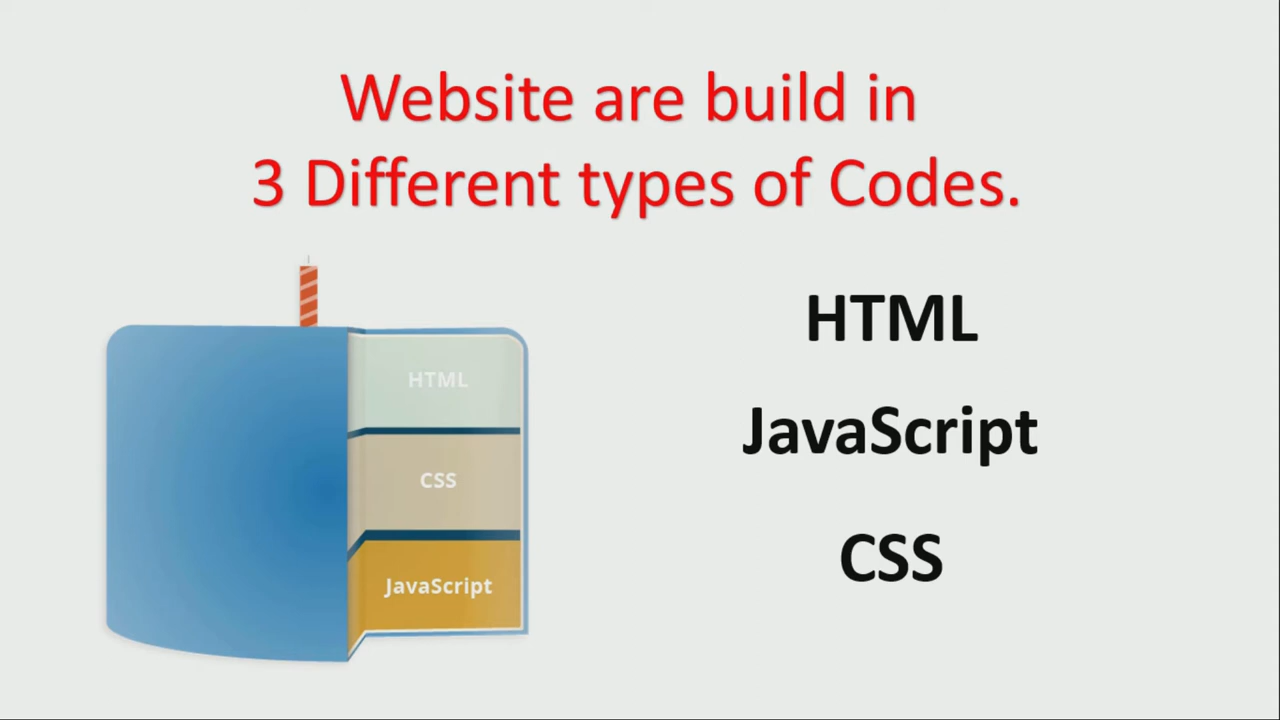 Website are build in
3 Different types of Codes.
HTML
CSS
JavaScript
HTML
JavaScript
CSS